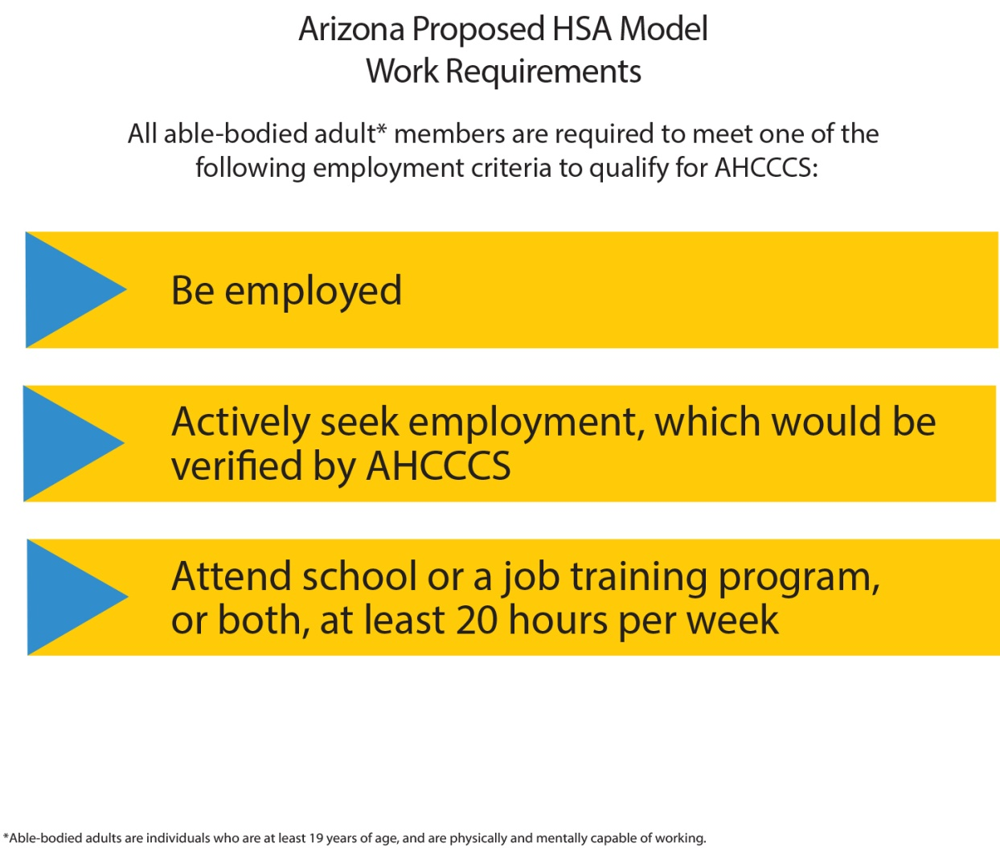 Arizona Proposed HSA Model
Work Requirements
All able-bodied adult* members are required to meet one of the
following employment criteria to qualify for AHCCCS:
Be employed
Actively seek employment, which would be
verified by AHCCCS
Attend school or a job training program,
or both, at least 20 hours per week
*Able-bodied adults are individuals who are at least 19 years of age, and are physically and mentally capable of working.